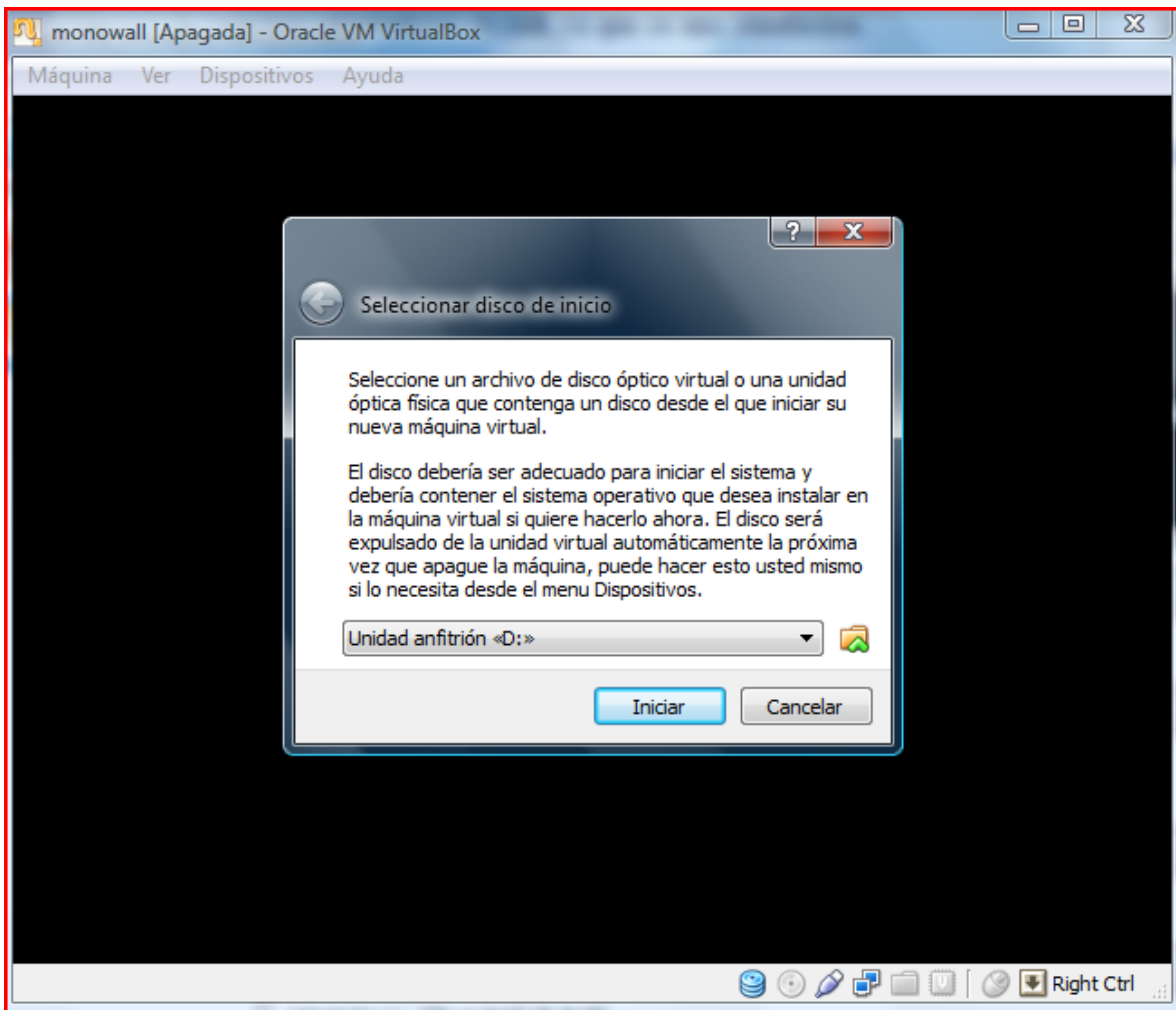 monowall [Apagada] - Oracle VM VirtualBox
Máquina Ver Dispositivos Ayuda
Seleccionar disco de inicio
Seleccione un archivo de disco óptico virtual o una unidad
óptica física que contenga un disco desde el que iniciar su
nueva máquina virtual.
El disco debería ser adecuado para iniciar el sistema y
debería contener el sistema operativo que desea instalar en
la máquina virtual si quiere hacerlo ahora. El disco será
expulsado de la unidad virtual automáticamente la próxima
vez que apague la máquina, puede hacer esto usted mismo
si lo necesita desde el menu Dispositivos.
Unidad anfitrión «D:»
Iniciar Cancelar
Right Ctrl